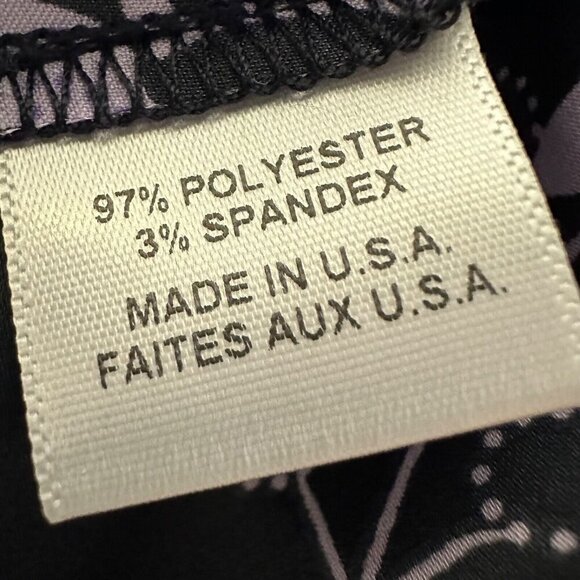 97% POLYESTER
3% SPANDEX
MADE IN U.S.A.
FAITES AUX U.S.A.